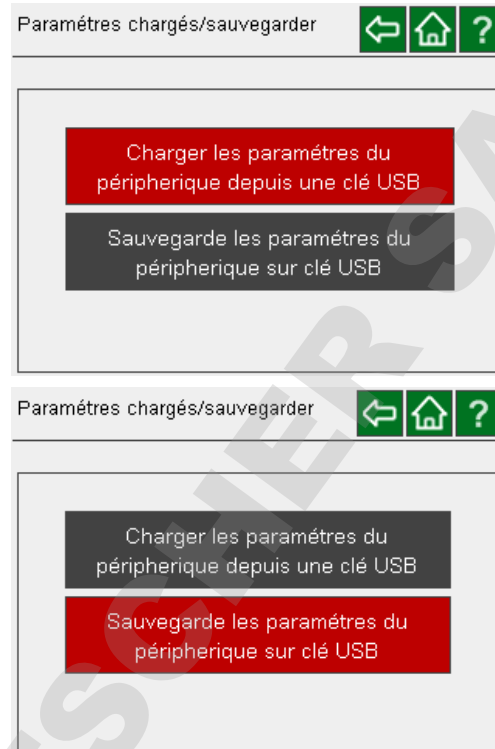 Paramétres chargés/sauvegarder
?
Charger les paramétres du
péripherique depuis une clé USB
Sauvegarde les paramétres du
péripherique sur clé USB
Paramétres chargés/sauvegarder
?
Charger les paramétres du
péripherique depuis une clé USB
Sauvegarde les paramétres du
péripherique sur clé USB